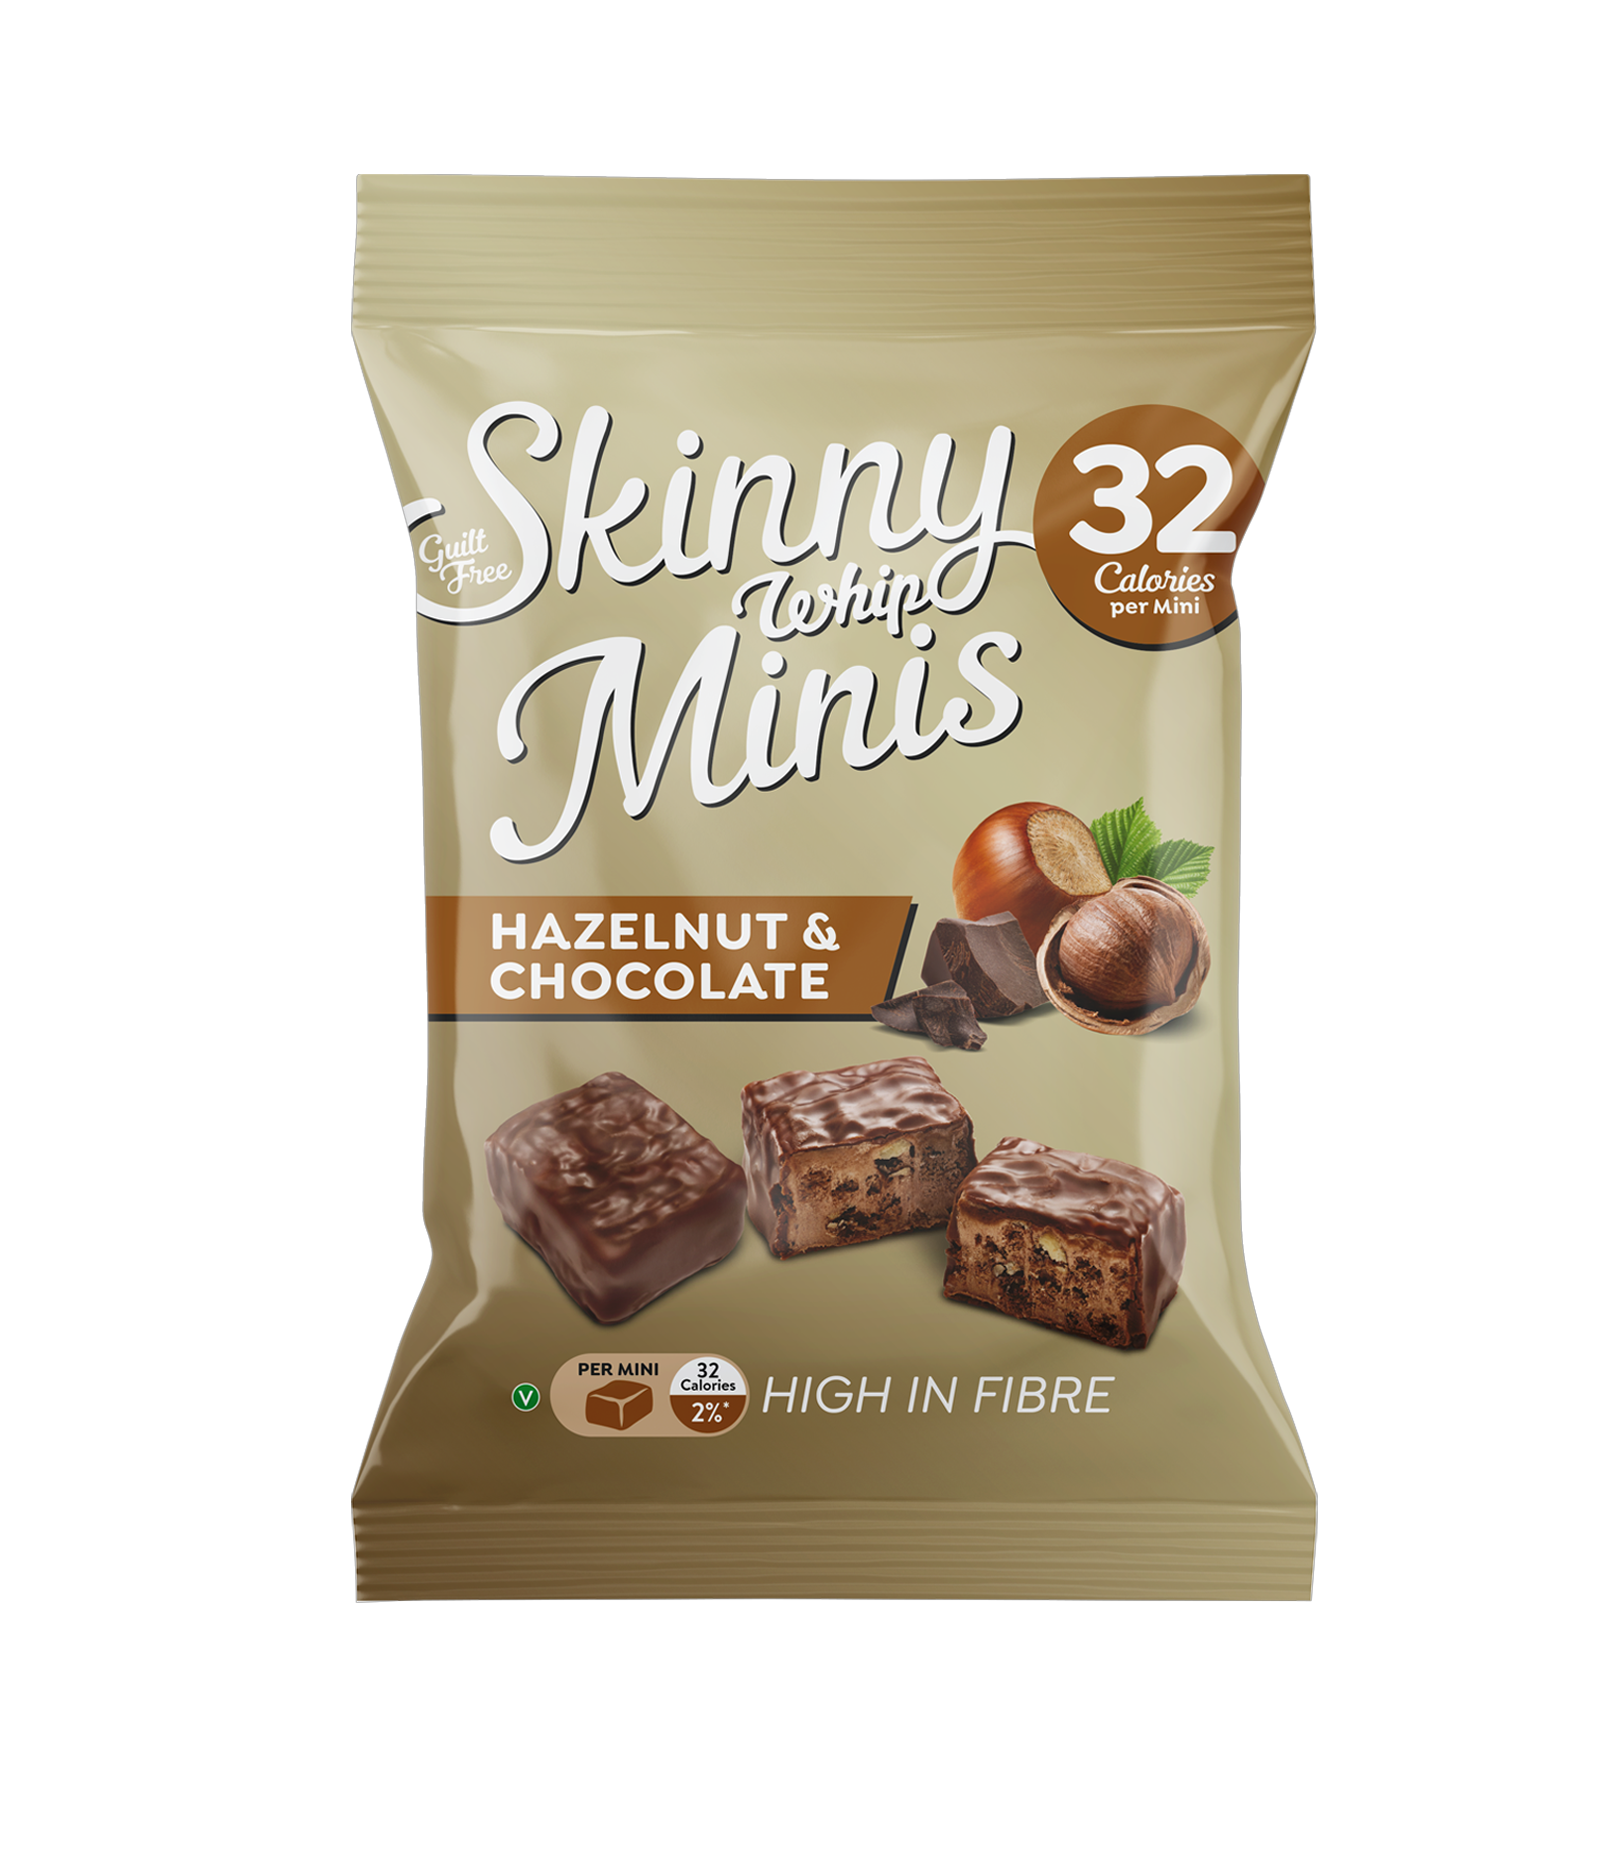 Skinny
Guilt
Free
Whip
Minis
32
Calories
per Mini
HAZELNUT &
CHOCOLATE
V
PER MINI
32
Calories
2%*
HIGH IN FIBRE